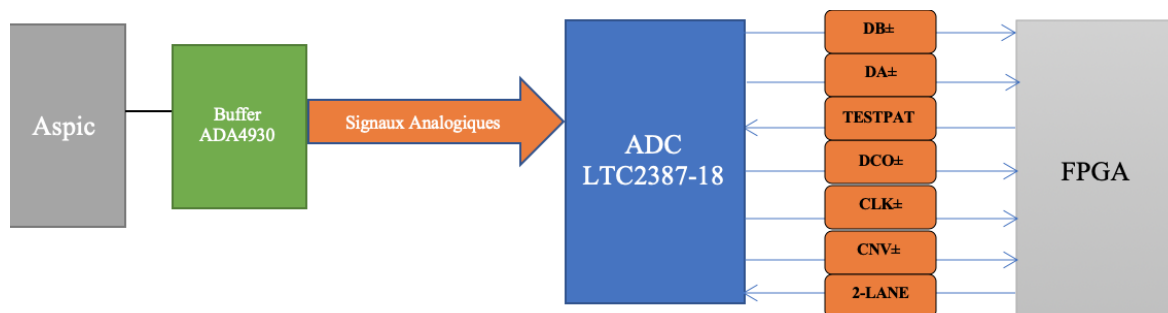 Aspic
Buffer
ADA4930
Signaux Analogiques
ADC
LTC2387-18
DB±
DA±
TESTPAT
DCO±
CLK±
CNV±
2-LANE
FPGA